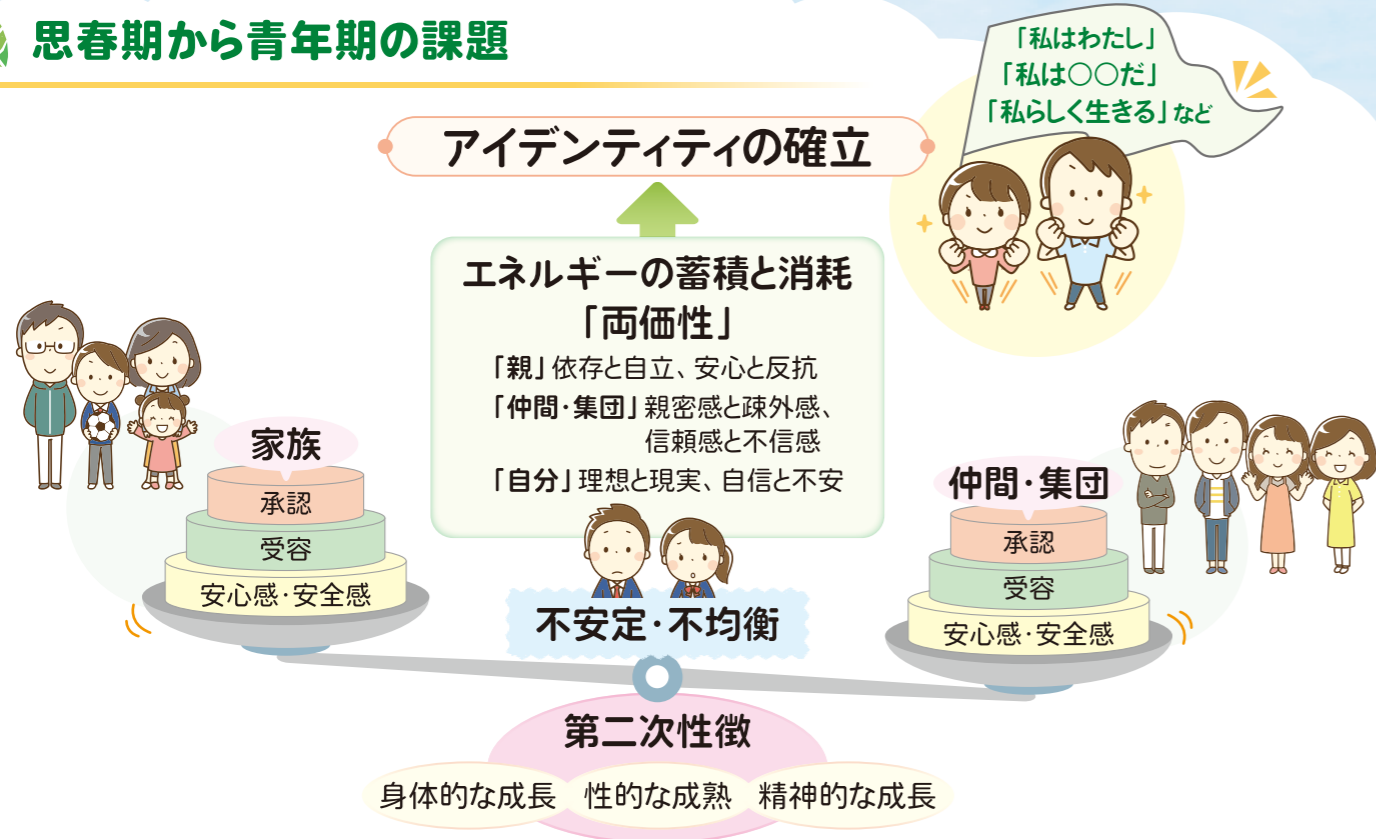 思春期から青年期の課題
「私はわたし」
「私は○○だ」
「私らしく生きる」など
アイデンティティの確立
エネルギーの蓄積と消耗
「両価性」
「親」依存と自立、安心と反抗
「仲間・集団」親密感と疎外感、
信頼感と不信感
「自分」理想と現実、自信と不安
家族
承認
受容
安心感・安全感
仲間・集団
承認
受容
安心感・安全感
不安定・不均衡
第二次性徴
身体的な成長 性的な成熟 精神的な成長